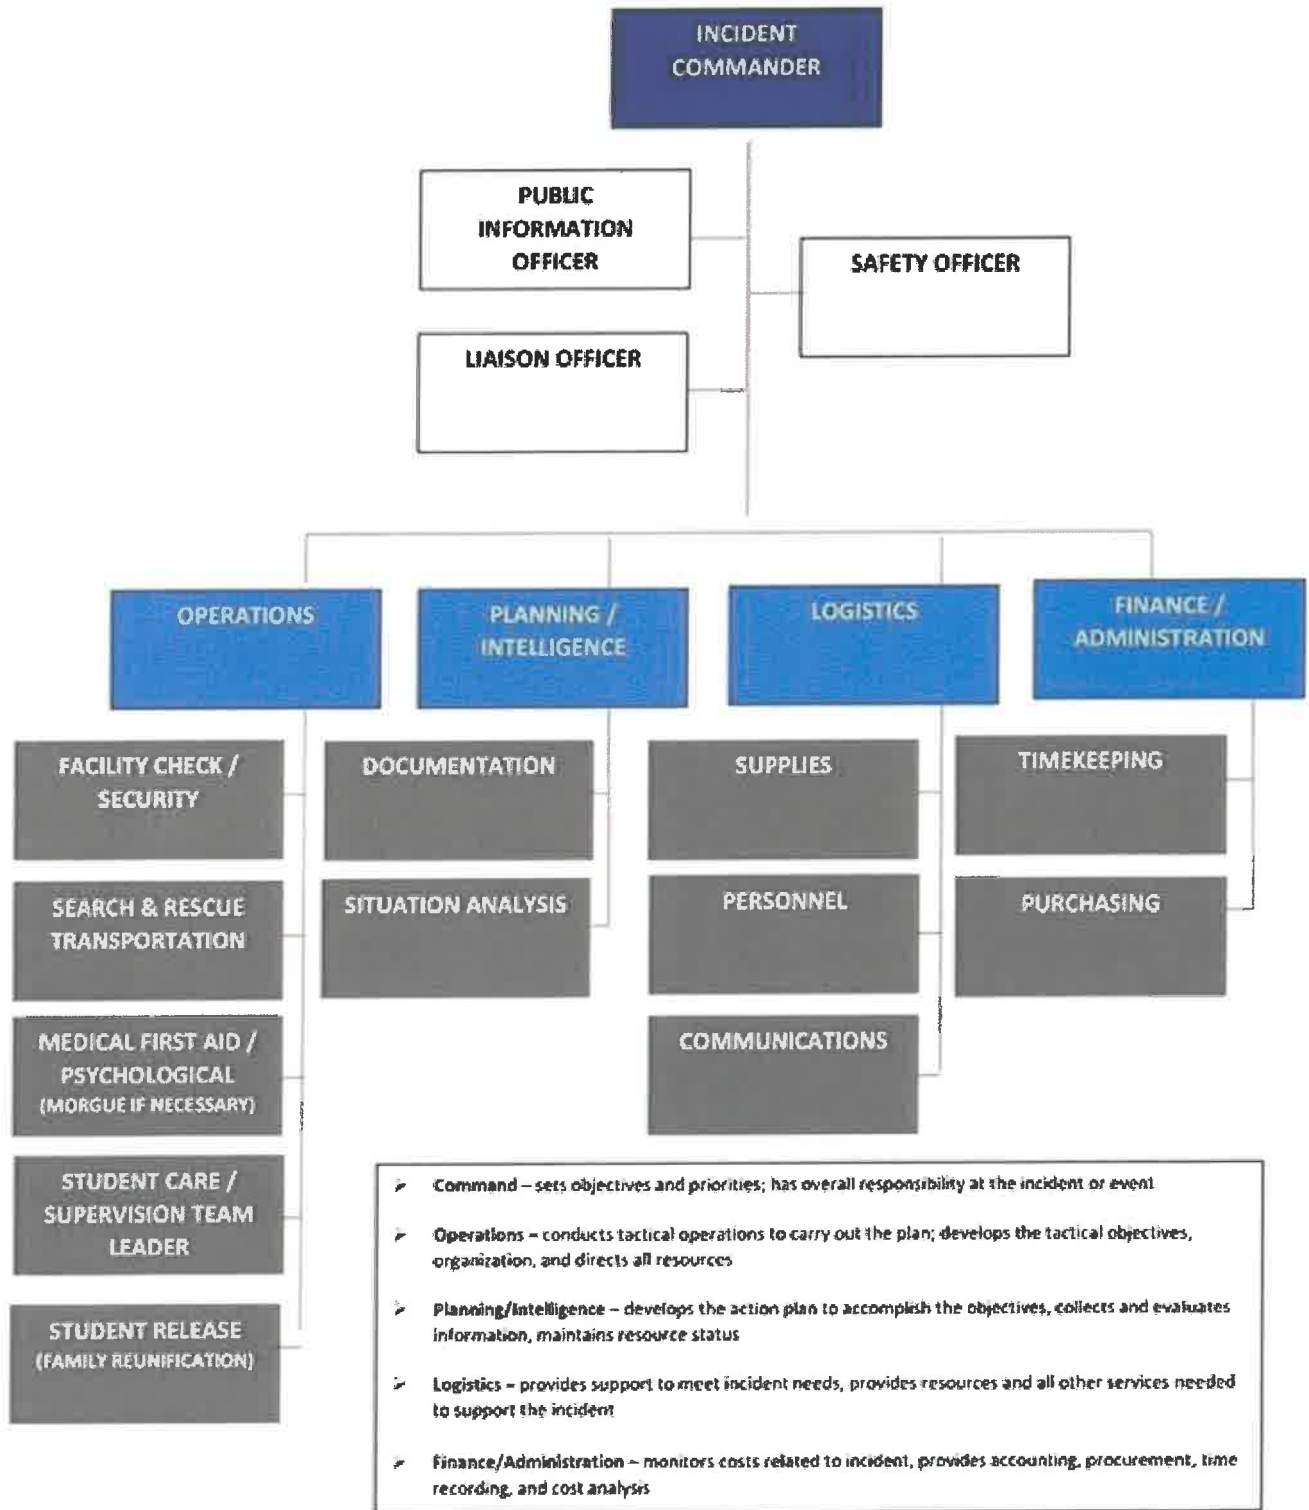 INCIDENT
COMMANDER
PUBLIC
INFORMATION
OFFICER
SAFETY OFFICER
LIAISON OFFICER
OPERATIONS
PLANNING /
INTELLIGENCE
LOGISTICS
FINANCE /
ADMINISTRATION
FACILITY CHECK /
SECURITY
SEARCH & RESCUE
TRANSPORTATION
MEDICAL FIRST AID /
PSYCHOLOGICAL
(MORGUE IF NECESSARY)
STUDENT CARE /
SUPERVISION TEAM
LEADER
STUDENT RELEASE
(FAMILY REUNIFICATION)
DOCUMENTATION
SITUATION ANALYSIS
SUPPLIES
PERSONNEL
COMMUNICATIONS
TIMEKEEPING
PURCHASING
➢ Command – sets objectives and priorities; has overall responsibility at the incident or event
➢ Operations – conducts tactical operations to carry out the plan; develops the tactical objectives,
organization, and directs all resources
➢ Planning/Intelligence – develops the action plan to accomplish the objectives, collects and evaluates
information, maintains resource status
➢ Logistics – provides support to meet incident needs, provides resources and all other services needed
to support the incident
➢ Finance/Administration – monitors costs related to incident, provides accounting, procurement, time
recording, and cost analysis